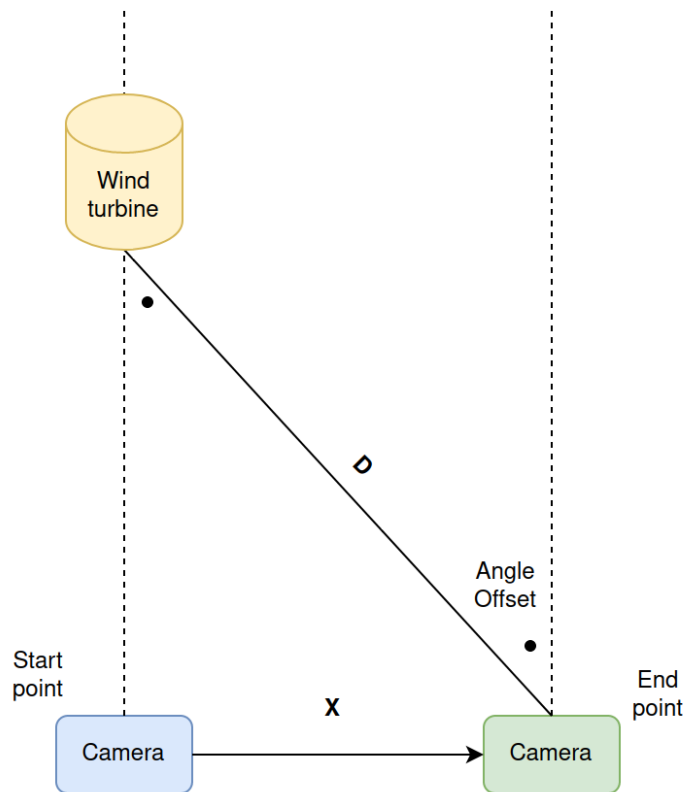 Wind
turbine
D
Angle
Offset
Start
point
X
End
point
Camera
Camera